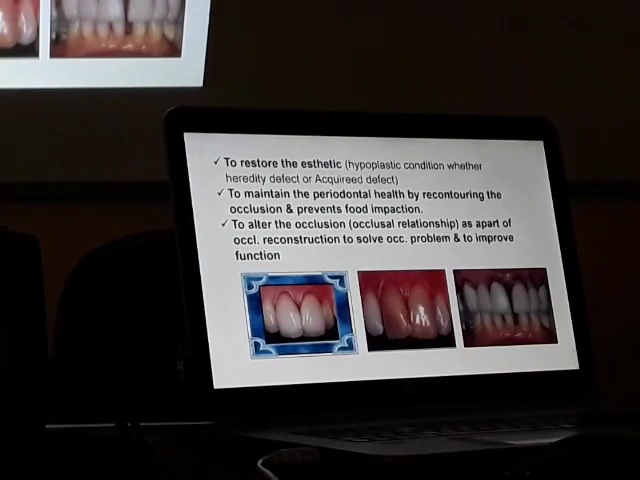 ✓ To restore the esthetic (hypoplastic condition whether
heredity defect or Acquireed defect)
✓ To maintain the periodontal health by recontouring the
occlusion & prevents food impaction.
✓ To alter the occlusion (occlusal relationship) as apart of
occl. reconstruction to solve occ. problem & to improve
function